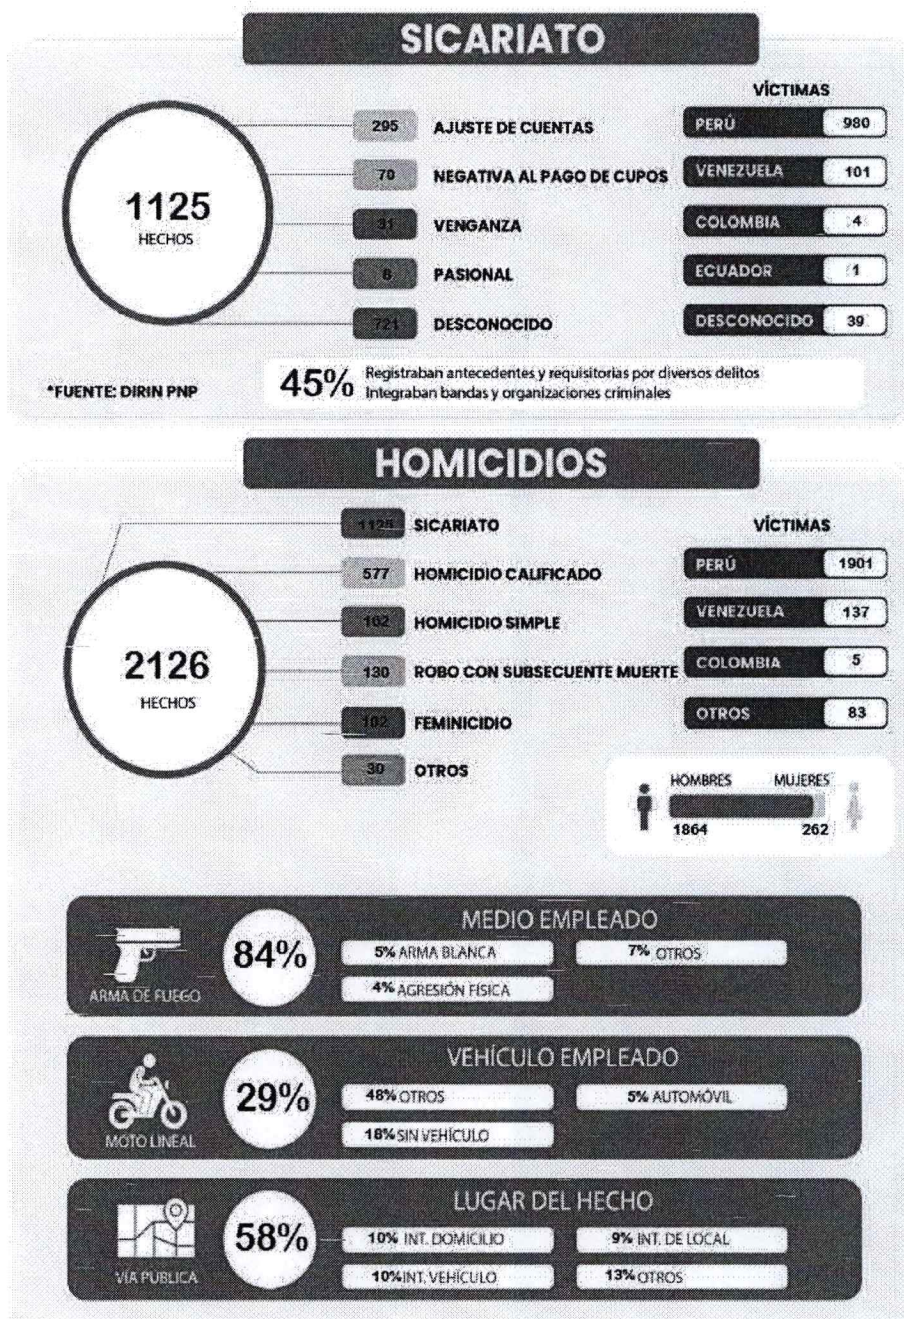 SICARIATO
1125
HECHOS
295 AJUSTE DE CUENTAS
70 NEGATIVA AL PAGO DE CUPOS
31 VENGANZA
8 PASIONAL
721 DESCONOCIDO
VÍCTIMAS
PERÚ 980
VENEZUELA 101
COLOMBIA 4
ECUADOR 1
DESCONOCIDO 39
*FUENTE: DIRIN PNP
45% Registraban antecedentes y requisitorias por diversos delitos
Integraban bandas y organizaciones criminales
HOMICIDIOS
2126
HECHOS
1125 SICARIATO
577 HOMICIDIO CALIFICADO
102 HOMICIDIO SIMPLE
130 ROBO CON SUBSECUENTE MUERTE
102 FEMINICIDIO
30 OTROS
VÍCTIMAS
PERÚ 1901
VENEZUELA 137
COLOMBIA 5
OTROS 83
HOMBRES MUJERES
1864 262
MEDIO EMPLEADO
ARMA DE FUEGO
84%
5% ARMA BLANCA
7% OTROS
4% AGRESIÓN FÍSICA
VEHÍCULO EMPLEADO
MOTO LINEAL
29%
48% OTROS
5% AUTOMÓVIL
18% SIN VEHÍCULO
LUGAR DEL HECHO
VÍA PUBLICA
58%
10% INT. DOMICILIO
9% INT. DE LOCAL
10% INT. VEHÍCULO
13% OTROS